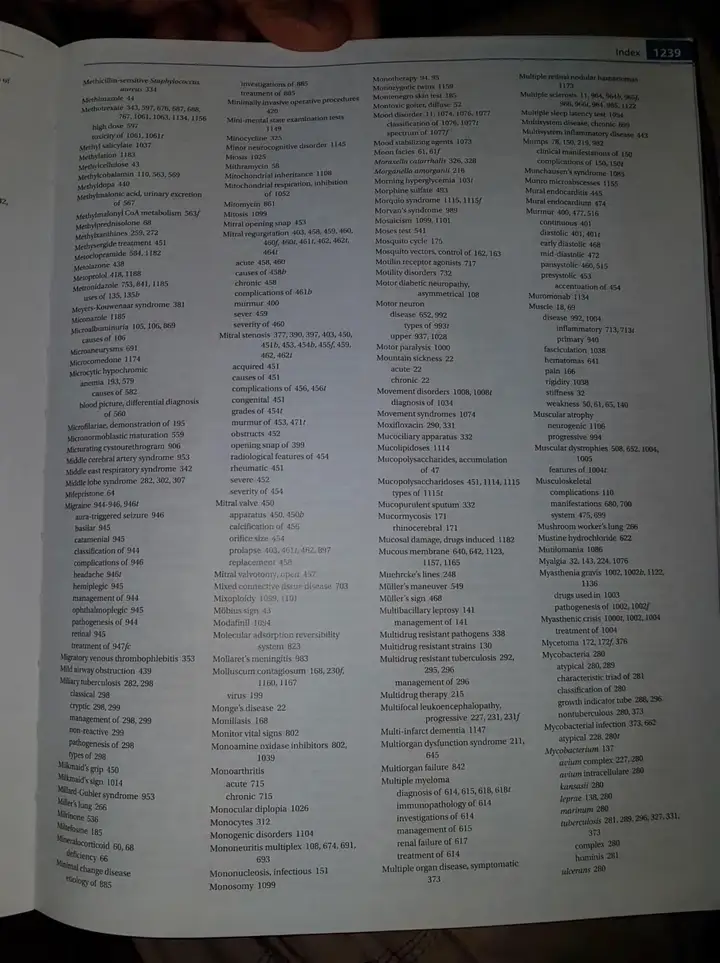 Index 1239
Methicillin-sensitive Staphylococcus
aureus 334
Methimazole 44
Methotrexate 543, 597, 676, 687, 688,
767, 1061, 1063, 1134, 1156
high dose 597
toxicity of 1061, 1061t
Methyl salicylate 1037
Methylation 1183
Methylcellulose 43
Methylcobalamin 110, 563, 569
Methyldopa 440
Methylmalonic acid, urinary excretion
of 567
Methylmalonyl CoA metabolism 563f
Methylprednisolone 68
Methylxanthines 259, 272
Methysergide treatment 451
Metoclopramide 584, 1182
Metolazone 438
Metoprolol 418, 1188
Metronidazole 753, 841, 1185
uses of 135, 135b
Meyers-Kouwenaar syndrome 381
Miconazole 1185
Microalbuminuria 105, 106, 869
causes of 106
Microaneurysms 691
Microcomedone 1174
Microcytic hypochromic
anemia 193, 579
causes of 582
blood picture, differential diagnosis
of 560
Microfilariae, demonstration of 195
Micronormoblastic maturation 559
Micturating cystourethrogram 906
Middle cerebral artery syndrome 953
Middle east respiratory syndrome 342
Middle lobe syndrome 282, 302, 307
Mifepristone 64
Migraine 944-946, 946t
aura-triggered seizure 946
basilar 945
catamenial 945
classification of 944
complications of 946
headache 946t
hemiplegic 945
management of 944
ophthalmoplegic 945
pathogenesis of 944
retinal 945
treatment of 947fc
Migratory venous thrombophlebitis 353
Mild airway obstruction 439
Miliary tuberculosis 282, 298
classical 298
cryptic 298, 299
management of 298, 299
non-reactive 299
pathogenesis of 298
types of 298
Milkmaid's grip 450
Milkmaid's sign 1014
Millard-Gubler syndrome 953
Miller's lung 266
Milrinone 536
Miltefosine 185
Mineralocorticoid 60, 68
deficiency 66
Minimal change disease
etiology of 885
investigations of 885
treatment of 885
Minimally invasive operative procedures
426
Mini-mental state examination tests
1149
Minocycline 325
Minor neurocognitive disorder 1145
Miosis 1025
Mithramycin 58
Mitochondrial inheritance 1108
Mitochondrial respiration, inhibition
of 1052
Mitomycin 861
Mitosis 1099
Mitral opening snap 453
Mitral regurgitation 403, 458, 459, 460,
460f, 460t, 461t, 462, 462t,
464t
acute 458, 460
causes of 458b
chronic 458
complications of 461b
murmur 400
sever 459
severity of 460
Mitral stenosis 377, 390, 397, 403, 450,
451b, 453, 454b, 455f, 459,
462, 462t
acquired 451
causes of 451
complications of 456, 456t
congenital 451
grades of 454t
murmur of 453, 471t
obstructs 452
opening snap of 399
radiological features of 454
rheumatic 451
severe 452
severity of 454
Mitral valve 450
apparatus 450, 450b
calcification of 456
orifice size 454
prolapse 403, 461t, 462, 897
replacement 458
Mitral valvotomy, open 457
Mixed connective tissue disease 703
Mixoploidy 1099, 1101
Möbius sign 43
Modafinil 1094
Molecular adsorption reversibility
system 823
Mollaret's meningitis 983
Molluscum contagiosum 168, 230f,
1160, 1167
virus 199
Monge's disease 22
Moniliasis 168
Monitor vital signs 802
Monoamine oxidase inhibitors 802,
1039
Monoarthritis
acute 715
chronic 715
Monocular diplopia 1026
Monocytes 312
Monogenic disorders 1104
Mononeuritis multiplex 108, 674, 691,
693
Mononucleosis, infectious 151
Monosomy 1099
Monotherapy 94, 95
Monozygotic twins 1159
Montenegro skin test 185
Montoxic goiter, diffuse 52
Mood disorder, 11, 1074, 1076, 1077
classification of 1076, 1077t
spectrum of 1077f
Mood stabilizing agents 1073
Moon facies 61, 61f
Moraxella catarrhalis 326, 328
Morganella amorganii 216
Morning hyperglycemia 103t
Morphine sulfate 493
Morquio syndrome 1115, 1115f
Morvan's syndrome 989
Mosaicism 1099, 1101
Moses test 541
Mosquito cycle 175
Mosquito vectors, control of 162, 163
Motilin receptor agonists 717
Motility disorders 732
Motor diabetic neuropathy,
asymmetrical 108
Motor neuron
disease 652, 992
types of 993t
upper 937, 1028
Motor paralysis 1000
Mountain sickness 22
acute 22
chronic 22
Movement disorders 1008, 1008t
diagnosis of 1034
Movement syndromes 1074
Moxifloxacin 290, 331
Mucociliary apparatus 332
Mucolipidoses 1114
Mucopolysaccharides, accumulation
of 47
Mucopolysaccharidoses 451, 1114, 1115
types of 1115t
Mucopurulent sputum 332
Mucormycosis 171
rhinocerebral 171
Mucosal damage, drugs induced 1182
Mucous membrane 640, 642, 1123,
1157, 1165
Muehrcke's lines 248
Müller's maneuver 549
Müller's sign 468
Multibacillary leprosy 141
management of 141
Multidrug resistant pathogens 338
Multidrug resistant strains 130
Multidrug resistant tuberculosis 292,
295, 296
management of 296
Multidrug therapy 215
Multifocal leukoencephalopathy,
progressive 227, 231, 231f
Multi-infarct dementia 1147
Multiorgan dysfunction syndrome 211,
645
Multiorgan failure 842
Multiple myeloma
diagnosis of 614, 615, 618, 618t
immunopathology of 614
investigations of 614
management of 615
renal failure of 617
treatment of 614
Multiple organ disease, symptomatic
373
Multiple retinal nodular hamartomas
1173
Multiple sclerosis, 11, 964, 964b, 965f,
966, 966t, 984, 985, 1122
Multiple sleep latency test 1094
Multisystem disease, chronic 695
Multisystem inflammatory disease 443
Mumps 78, 150, 219, 982
clinical manifestations of 150
complications of 150, 150t
Munchausen's syndrome 1093
Munro microabscesses 1155
Mural endocarditis 445
Mural endocardium 474
Murmur 400, 477, 516
continuous 401
diastolic 401, 401t
early diastolic 468
mid-diastolic 472
pansystolic 460, 515
presystolic 453
accentuation of 454
Muromonab 1134
Muscle 18, 69
disease 992, 1004
inflammatory 713, 713t
primary 940
fasciculation 1038
hematomas 641
pain 166
rigidity 1038
stiffness 32
weakness 50, 61, 65, 140
Muscular atrophy
neurogenic 1106
progressive 994
Muscular dystrophies 508, 652, 1004,
1005
features of 1004t
Musculoskeletal
complications 110
manifestations 680, 700
system 475, 699
Mushroom worker's lung 266
Mustine hydrochloride 622
Mutilomania 1086
Myalgia 32, 143, 224, 1076
Myasthenia gravis 1002, 1002b, 1122,
1136
drugs used in 1003
pathogenesis of 1002, 1002f
Myasthenic crisis 1000t, 1002, 1004
treatment of 1004
Mycetoma 172, 172f, 376
Mycobacteria 280
atypical 280, 289
characteristic triad of 281
classification of 280
growth indicator tube 288, 296
nontuberculous 280, 373
Mycobacterial infection 373, 662
atypical 228, 280t
Mycobacterium 137
avium complex 227, 280
avium intracellulare 280
kansasii 280
leprae 138, 280
marinum 280
tuberculosis 281, 289, 296, 327, 331,
373
complex 280
hominis 281
ulcerans 280